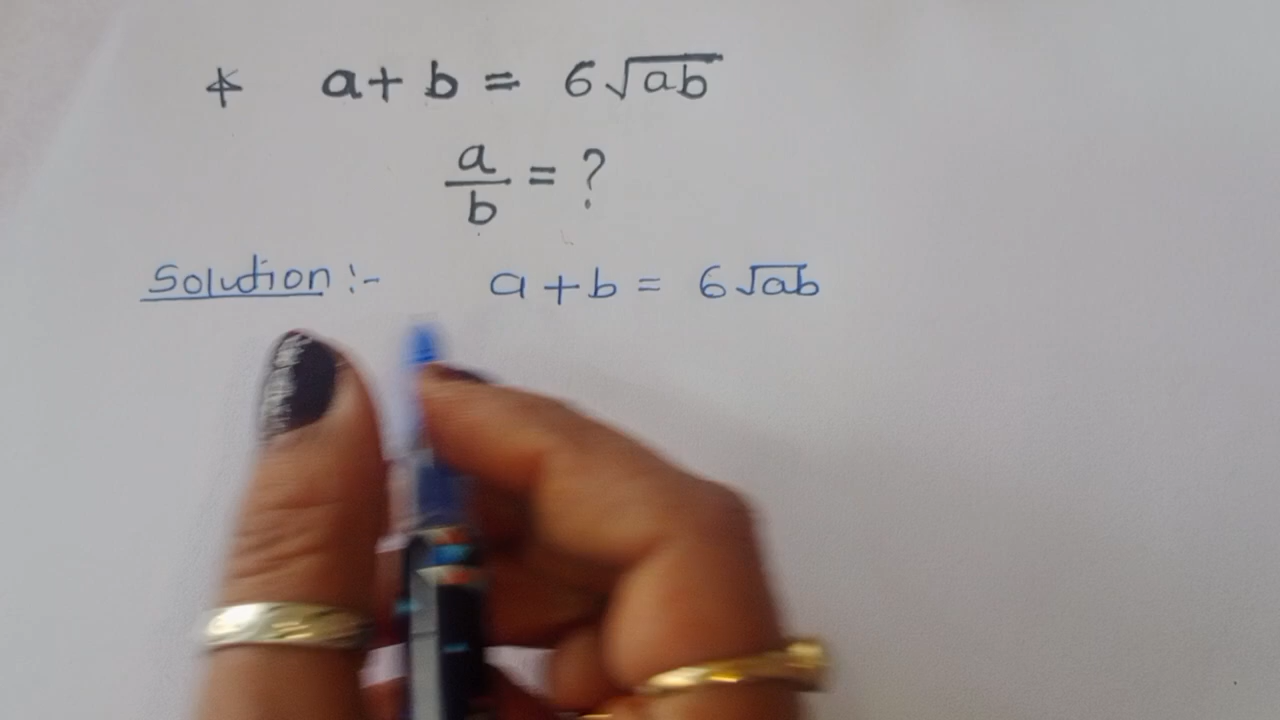 * a + b = 6√ab
a/b = ?
Solution :- a + b = 6√ab